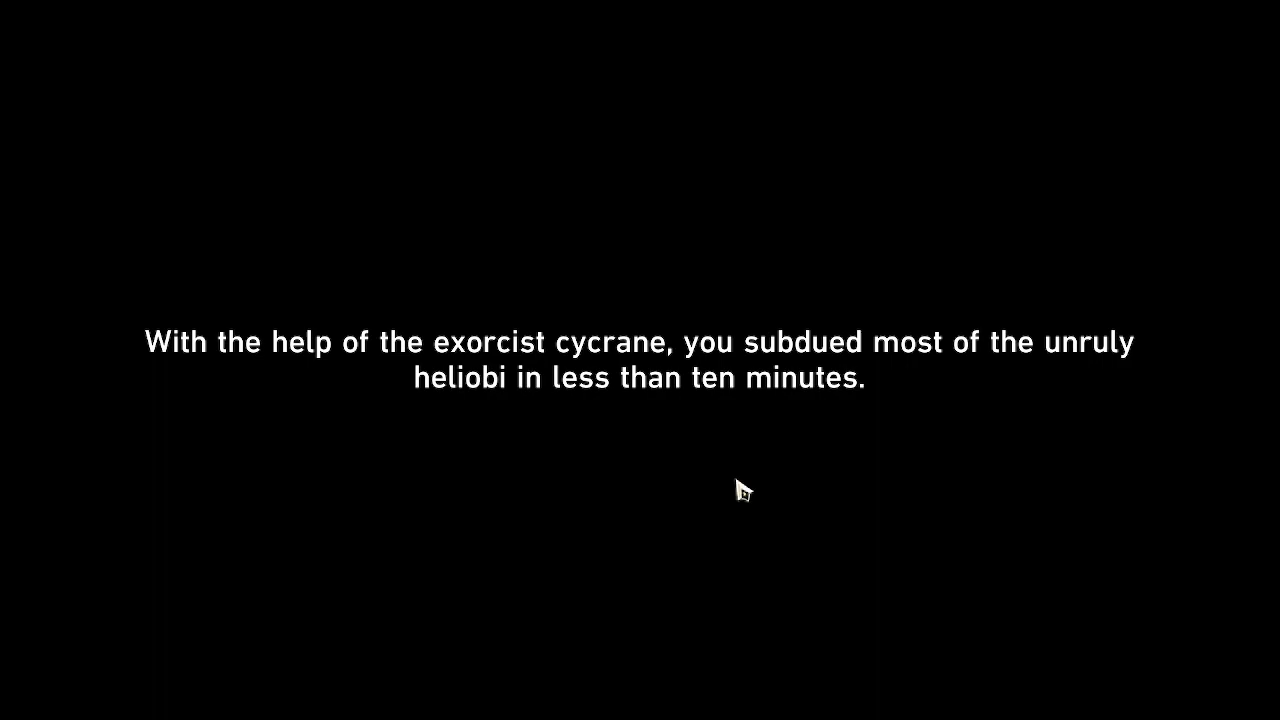 With the help of the exorcist cycrane, you subdued most of the unruly
heliobi in less than ten minutes.